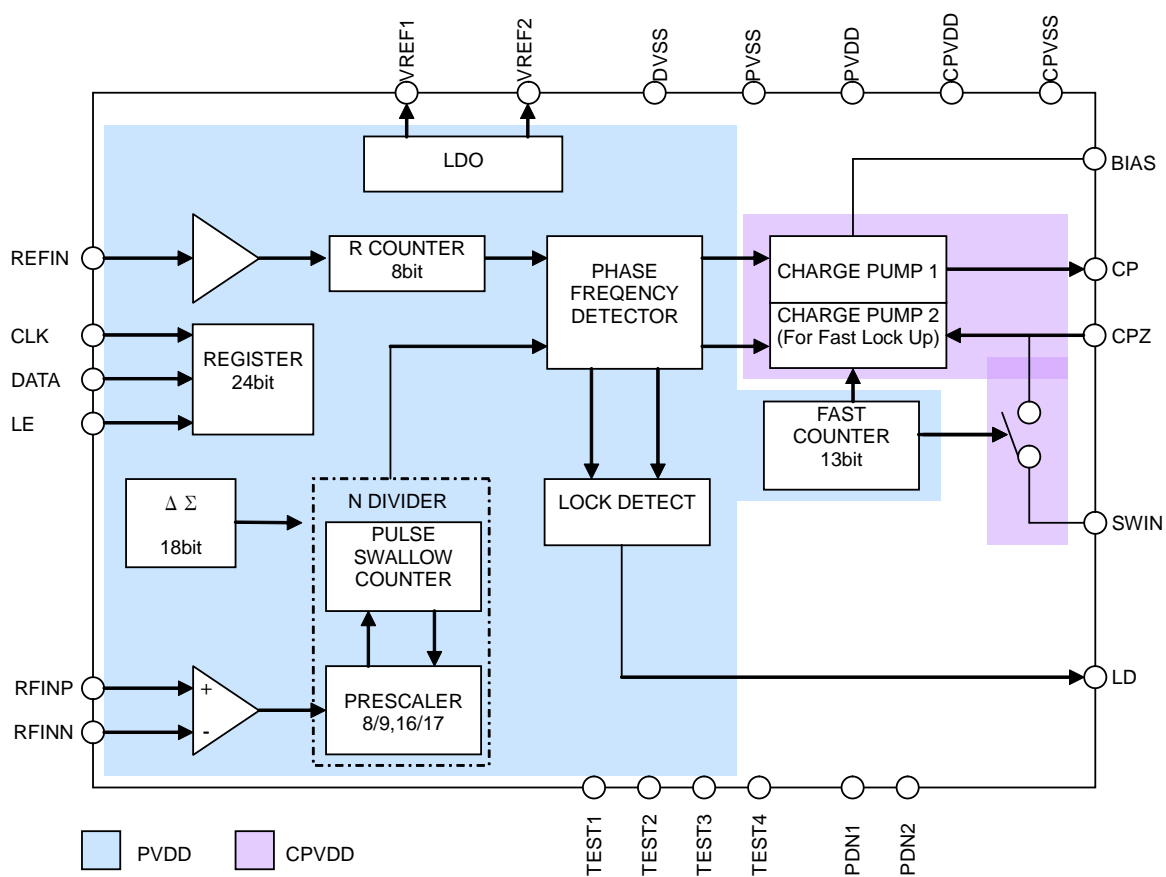 VREF1
VREF2
DVSS
PVSS
PVDD
CPVDD
CPVSS
LDO
BIAS
REFIN
R COUNTER
8bit
PHASE
FREQENCY
DETECTOR
CHARGE PUMP 1
CP
CHARGE PUMP 2
(For Fast Lock Up)
CPZ
CLK
DATA
LE
REGISTER
24bit
FAST
COUNTER
13bit
Δ Σ
18bit
N DIVIDER
PULSE
SWALLOW
COUNTER
LOCK DETECT
SWIN
RFINP
RFINN
+
-
PRESCALER
8/9,16/17
LD
TEST1
TEST2
TEST3
TEST4
PDN1
PDN2
PVDD
CPVDD